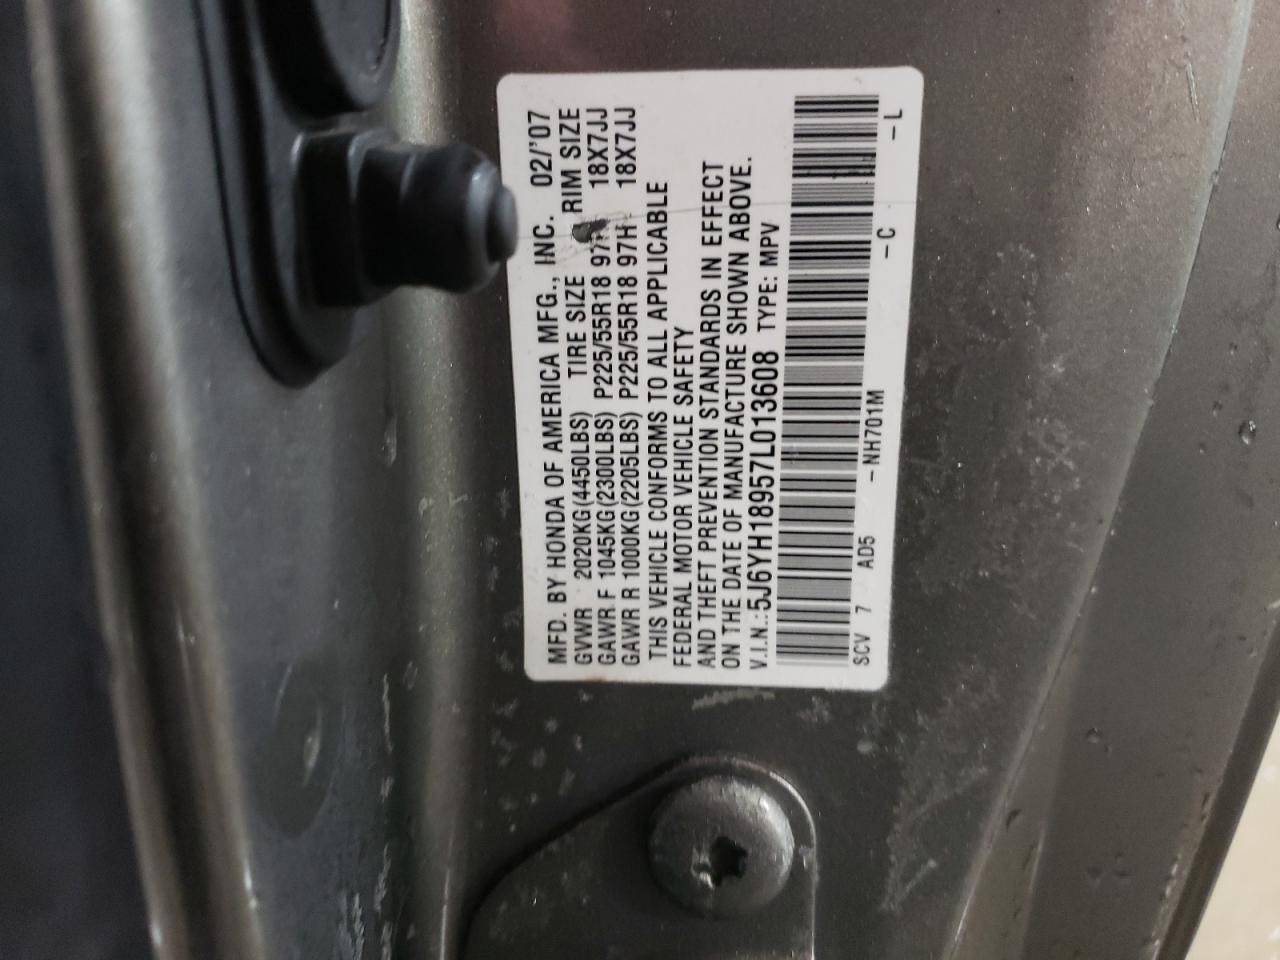 MFD. BY HONDA OF AMERICA MFG., INC. 02/'07
GVWR 2020KG(4450LBS) TIRE SIZE RIM SIZE
GAWR F 1045KG(2300LBS) P225/55R18 18X7JJ
GAWR R 1000KG(2205LBS) P225/55R18 97H 18X7JJ
THIS VEHICLE CONFORMS TO ALL APPLICABLE
FEDERAL MOTOR VEHICLE SAFETY
AND THEFT PREVENTION STANDARDS IN EFFECT
ON THE DATE OF MANUFACTURE SHOWN ABOVE.
V.I.N.:5J6YH18957L013608 TYPE: MPV
SCV 7 AD5 -NH701M -C -L